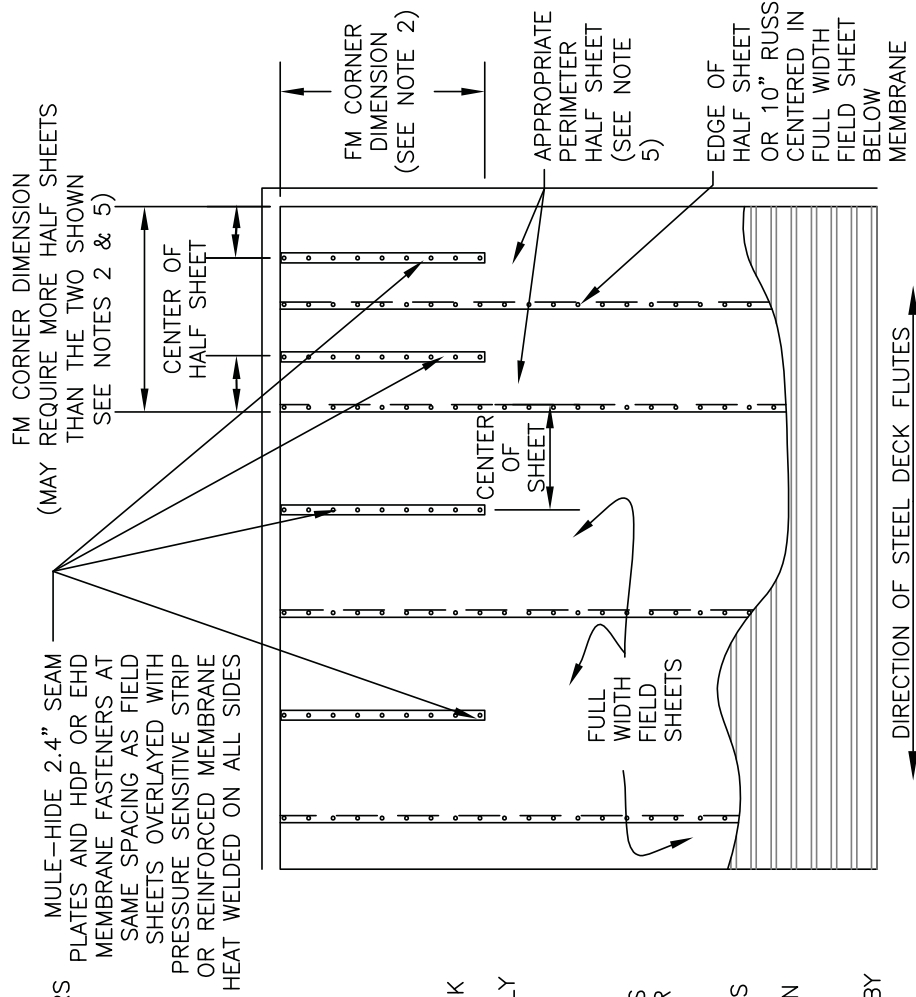 FM CORNER DIMENSION
(MAY REQUIRE MORE HALF SHEETS
THAN THE TWO SHOWN
SEE NOTES 2 & 5)
CENTER OF
HALF SHEET
FM CORNER
DIMENSION
(SEE NOTE 2)
MULE-HIDE 2.4" SEAM
PLATES AND HDP OR EHD
MEMBRANE FASTENERS AT
SAME SPACING AS FIELD
SHEETS OVERLAYED WITH
PRESSURE SENSITIVE STRIP
OR REINFORCED MEMBRANE
HEAT WELDED ON ALL SIDES
APPROPRIATE
PERIMETER
HALF SHEET
(SEE NOTE
5)
CENTER
OF
SHEET
EDGE OF
HALF SHEET
OR 10" RUSS
CENTERED IN
FULL WIDTH
FIELD SHEET
BELOW
MEMBRANE
FULL
WIDTH
FIELD
SHEETS
DIRECTION OF STEEL DECK FLUTES
RS
K
LY
S
R
S
N
BY